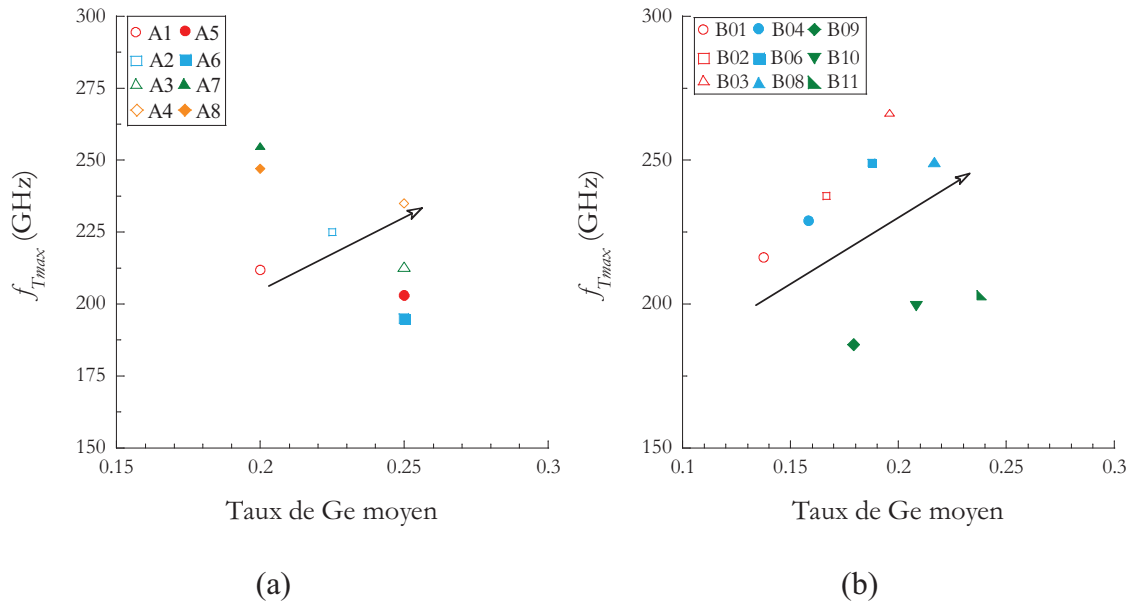 300
275
250
225
200
175
150
f_Tmax (GHz)
A1 A5
A2 A6
A3 A7
A4 A8
0.15 0.2 0.25 0.3
Taux de Ge moyen
(a)
300
250
200
150
f_Tmax (GHz)
B01 B04 B09
B02 B06 B10
B03 B08 B11
0.1 0.15 0.2 0.25 0.3
Taux de Ge moyen
(b)